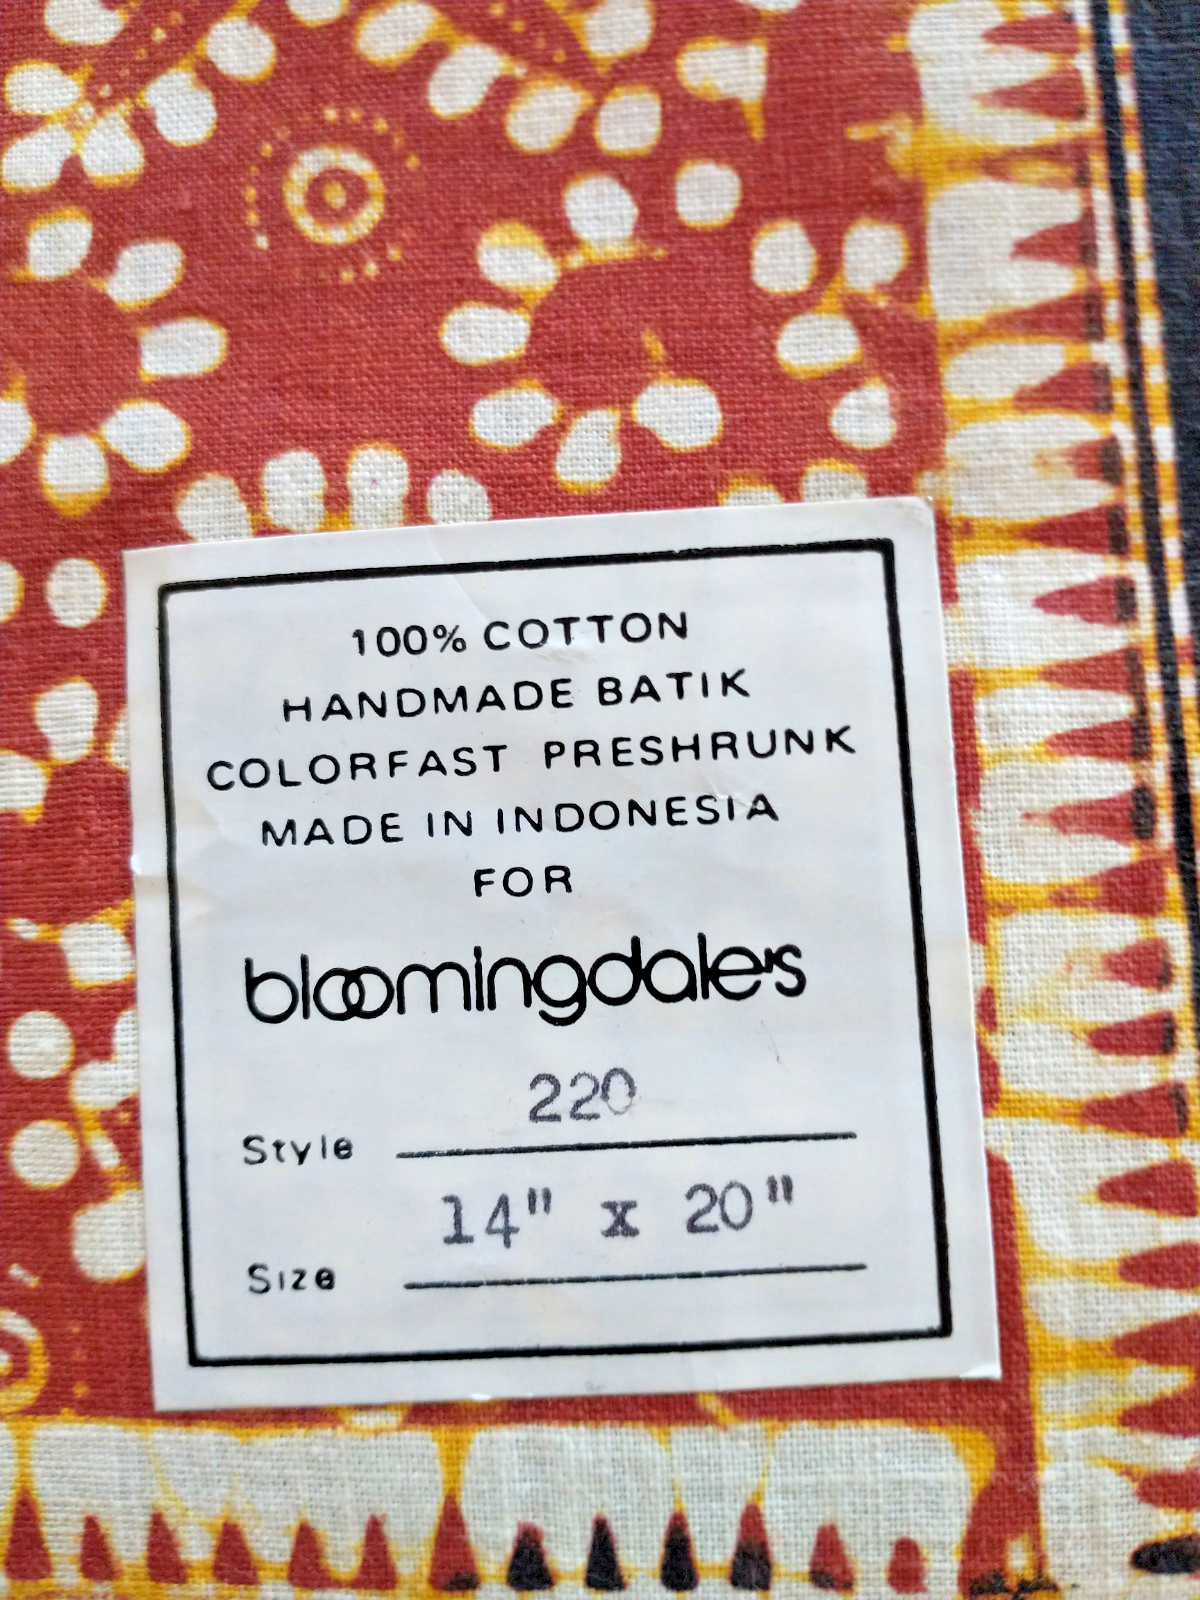 100% COTTON
HANDMADE BATIK
COLORFAST PRESHRUNK
MADE IN INDONESIA
FOR
bloomingdale's
220
Style
14" x 20"
Size